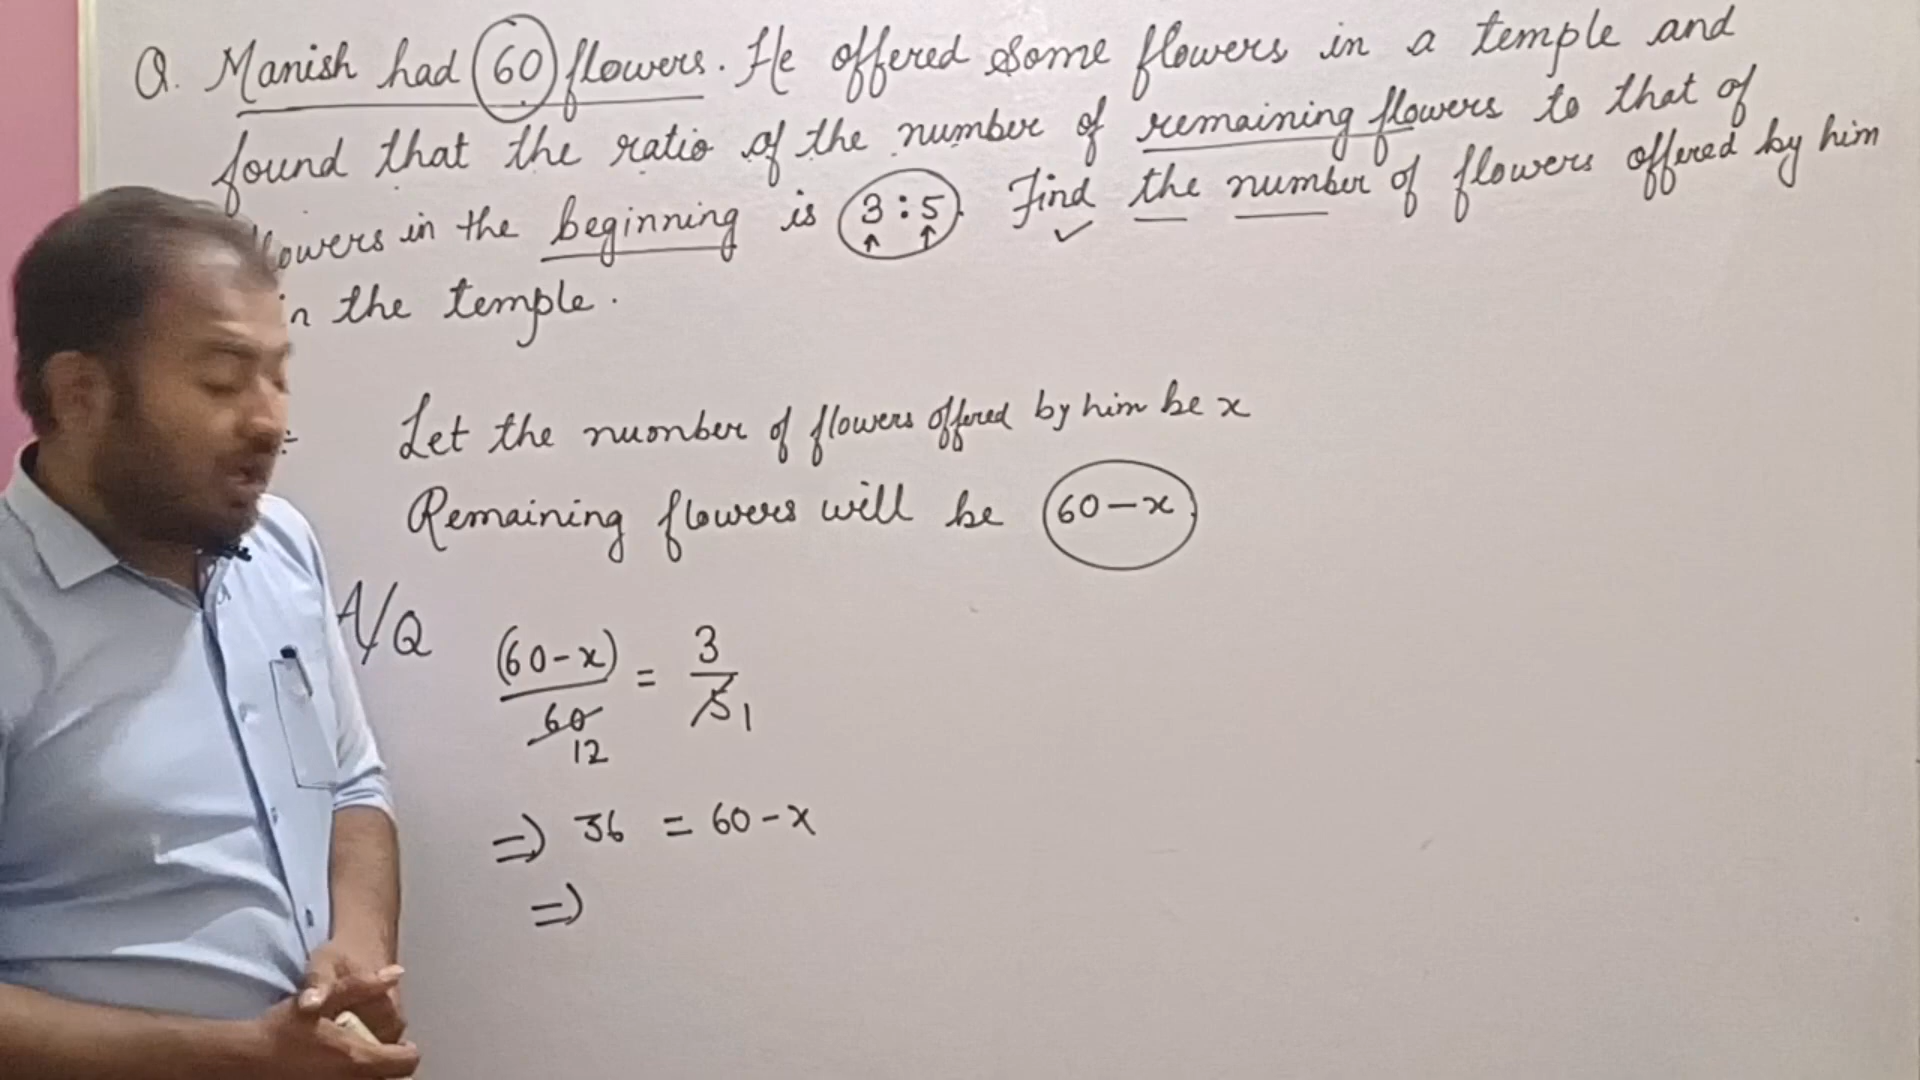 Q. Manish had 60 flowers. He offered some flowers in a temple and
found that the ratio of the number of remaining flowers to that of
lowers in the beginning is 3 : 5. Find the number of flowers offered by him
n the temple.
Let the number of flowers offered by him be x
Remaining flowers will be 60 - x
A/Q
(60-x)/60 = 3/5 1
12
=> 36 = 60 - x
=>